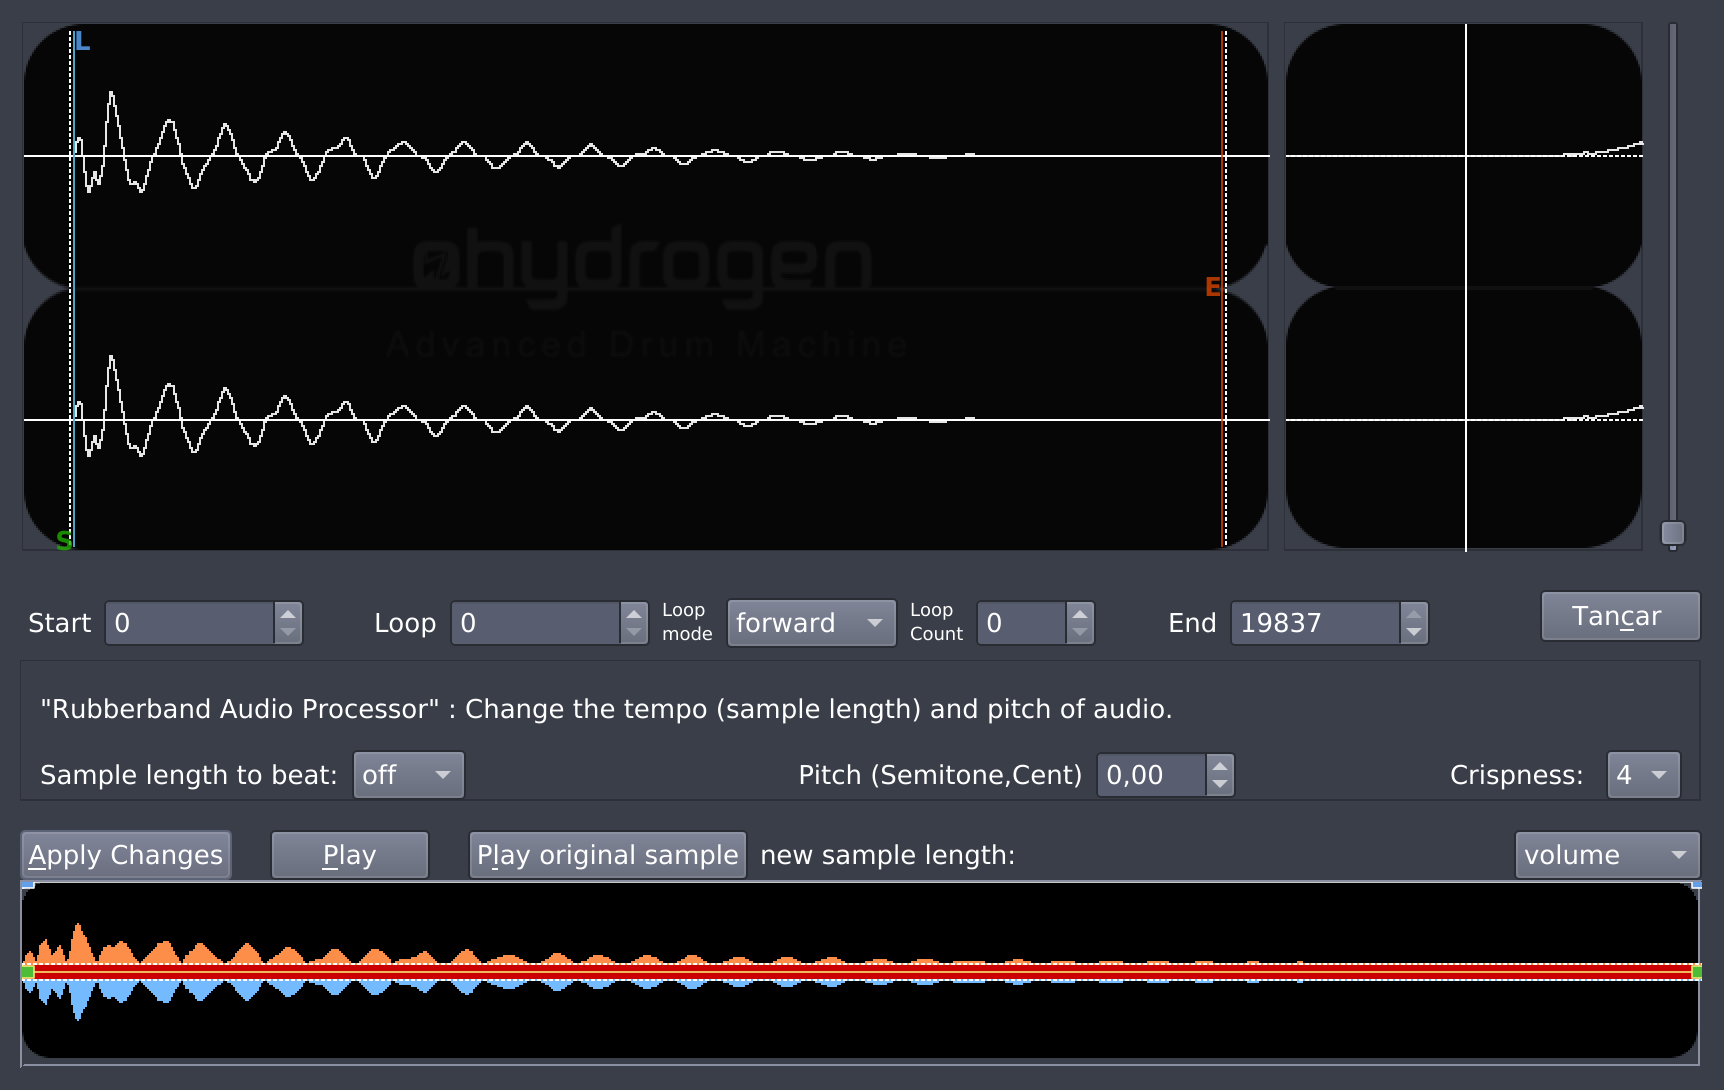 L
hydrogen
E
Advanced Drum Machine
S
Start 0 Loop 0 Loop mode forward Loop Count 0 End 19837 Tancar
"Rubberband Audio Processor" : Change the tempo (sample length) and pitch of audio.
Sample length to beat: off Pitch (Semitone,Cent) 0,00 Crispness: 4
Apply Changes Play Play original sample new sample length: volume